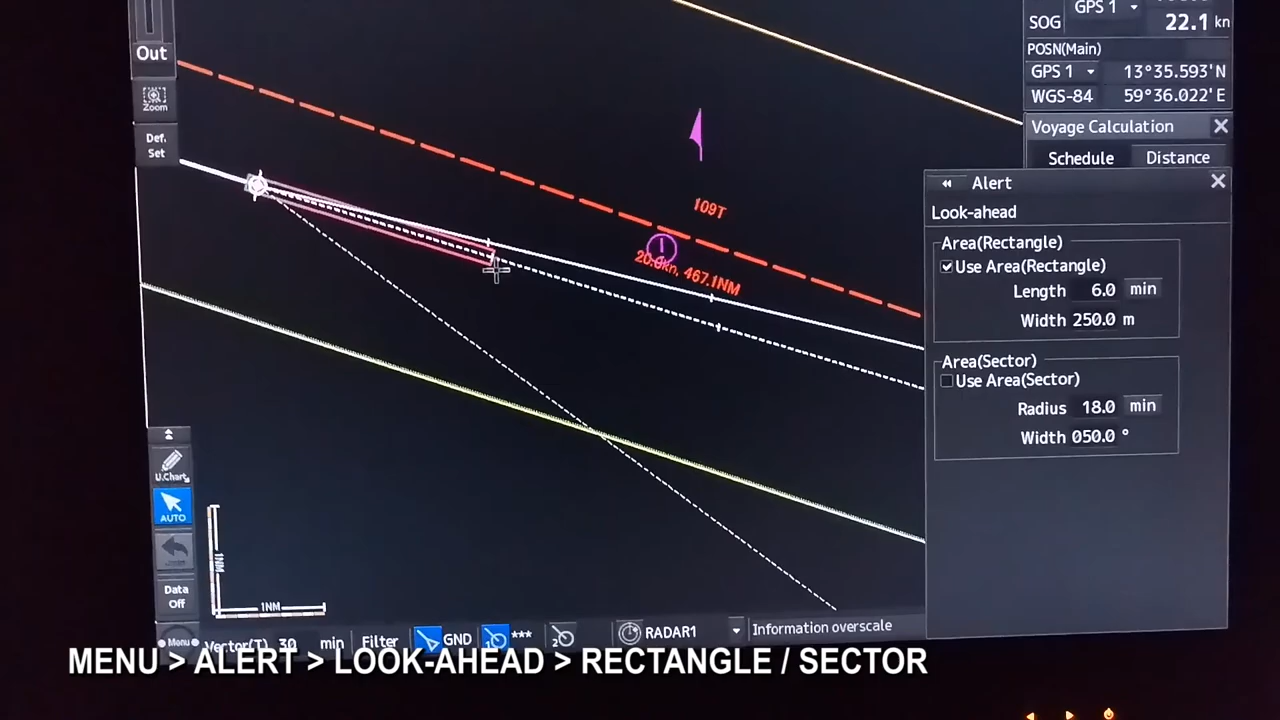 GPS 1
SOG
22.1 kn
Out
POSN(Main)
GPS 1
13°35.593'N
WGS-84
59°36.022'E
Zoom
Def.
Set
Voyage Calculation
Schedule
Distance
Alert
Look-ahead
Area(Rectangle)
Use Area(Rectangle)
Length 6.0 min
Width 250.0 m
Area(Sector)
Use Area(Sector)
Radius 18.0 min
Width 050.0 °
109T
20.0kn, 467.1NM
U.Chart
AUTO
Data
Off
1NM
1NM
Menu
Vector(T) 30 min
Filter
GND
1
***
2
RADAR1
Information overscale
MENU > ALERT > LOOK-AHEAD > RECTANGLE / SECTOR